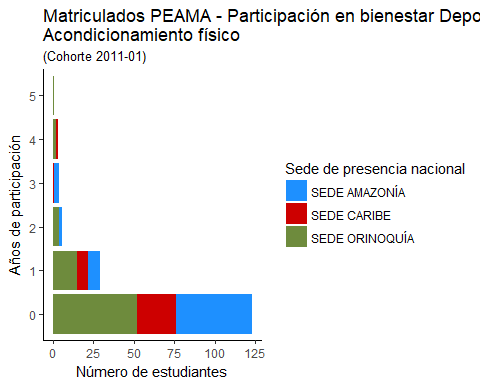 Matriculados PEAMA - Participación en bienestar Depo
Acondicionamiento físico
(Cohorte 2011-01)
Años de participación
5
4
3
2
1
0
0 25 50 75 100 125
Número de estudiantes
Sede de presencia nacional
SEDE AMAZONÍA
SEDE CARIBE
SEDE ORINOQUÍA